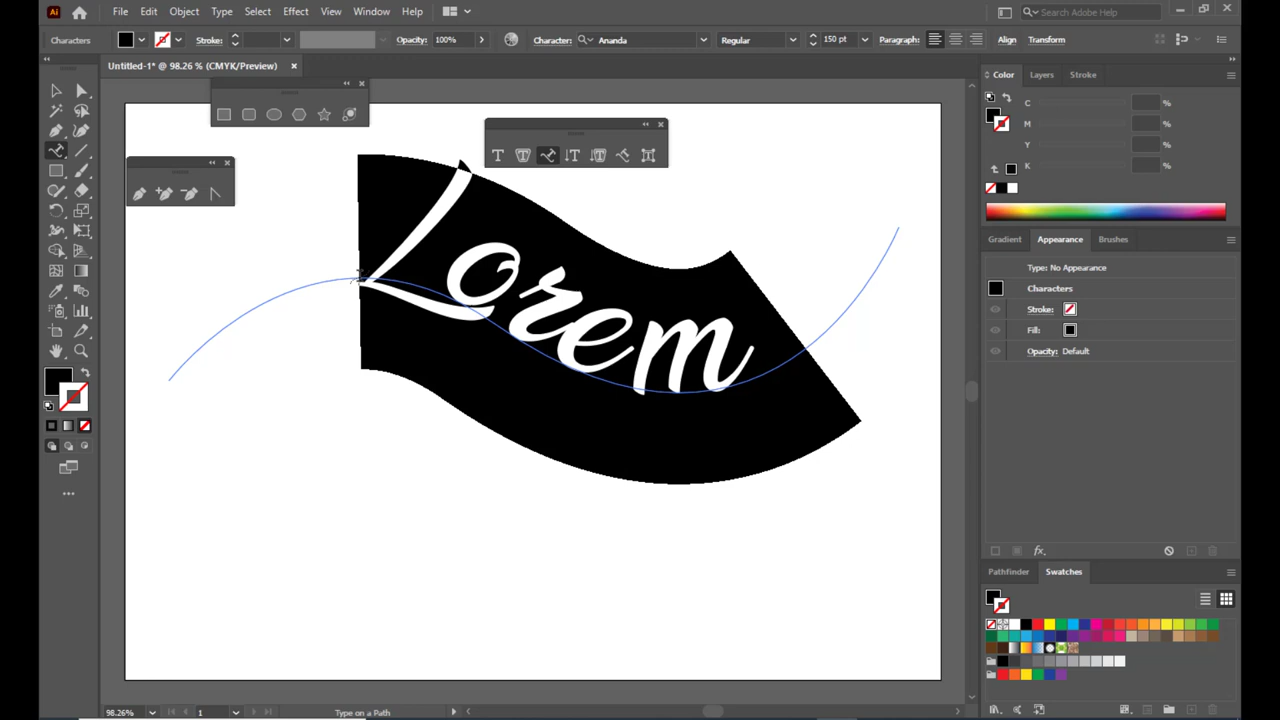 Ai File Edit Object Type Select Effect View Window Help Search Adobe Help
Characters Stroke: Opacity: 100% Character: Ananda Regular 150 pt Paragraph: Align Transform
Untitled-1* @ 98.26 % (CMYK/Preview)
Color Layers Stroke
C %
M %
Y %
K %
Lorem
Gradient Appearance Brushes
Type: No Appearance
Characters
Stroke:
Fill:
Opacity: Default
fx
Pathfinder Swatches
98.26% 1 Type on a Path